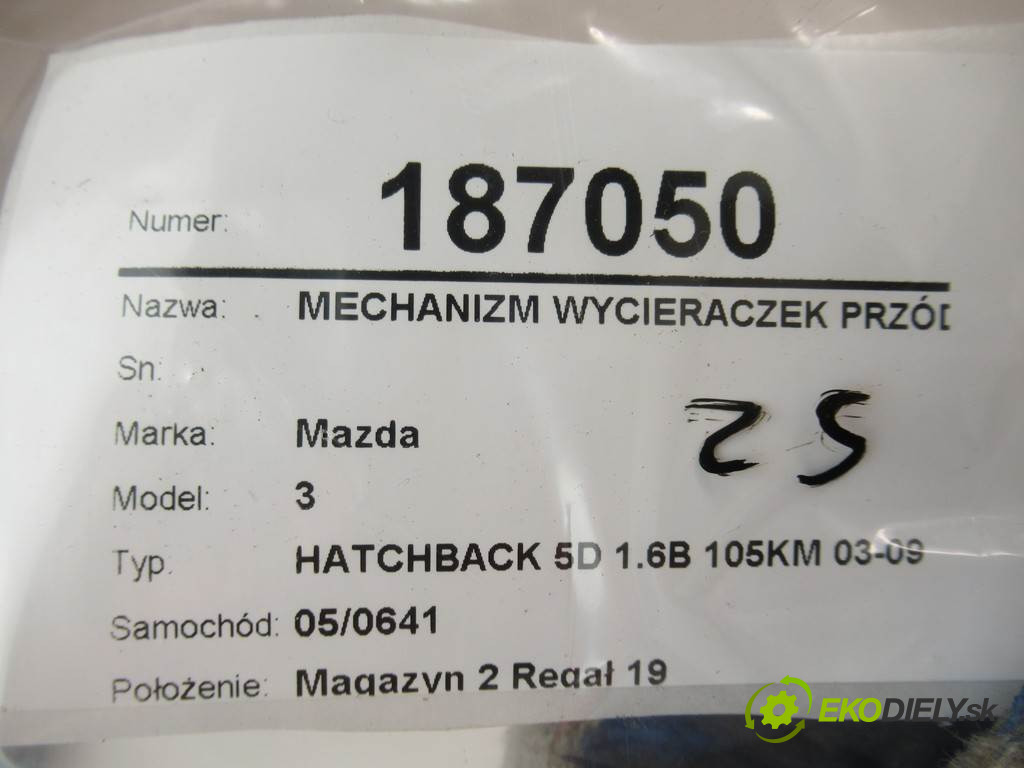 Numer: 187050
Nazwa: . MECHANIZM WYCIERACZEK PRZÓD
Sn:
Marka: Mazda
25
Model: 3
Typ: HATCHBACK 5D 1.6B 105KM 03-09
Samochód: 05/0641
Położenie: Magazyn 2 Regał 19
EKODIELY.sk